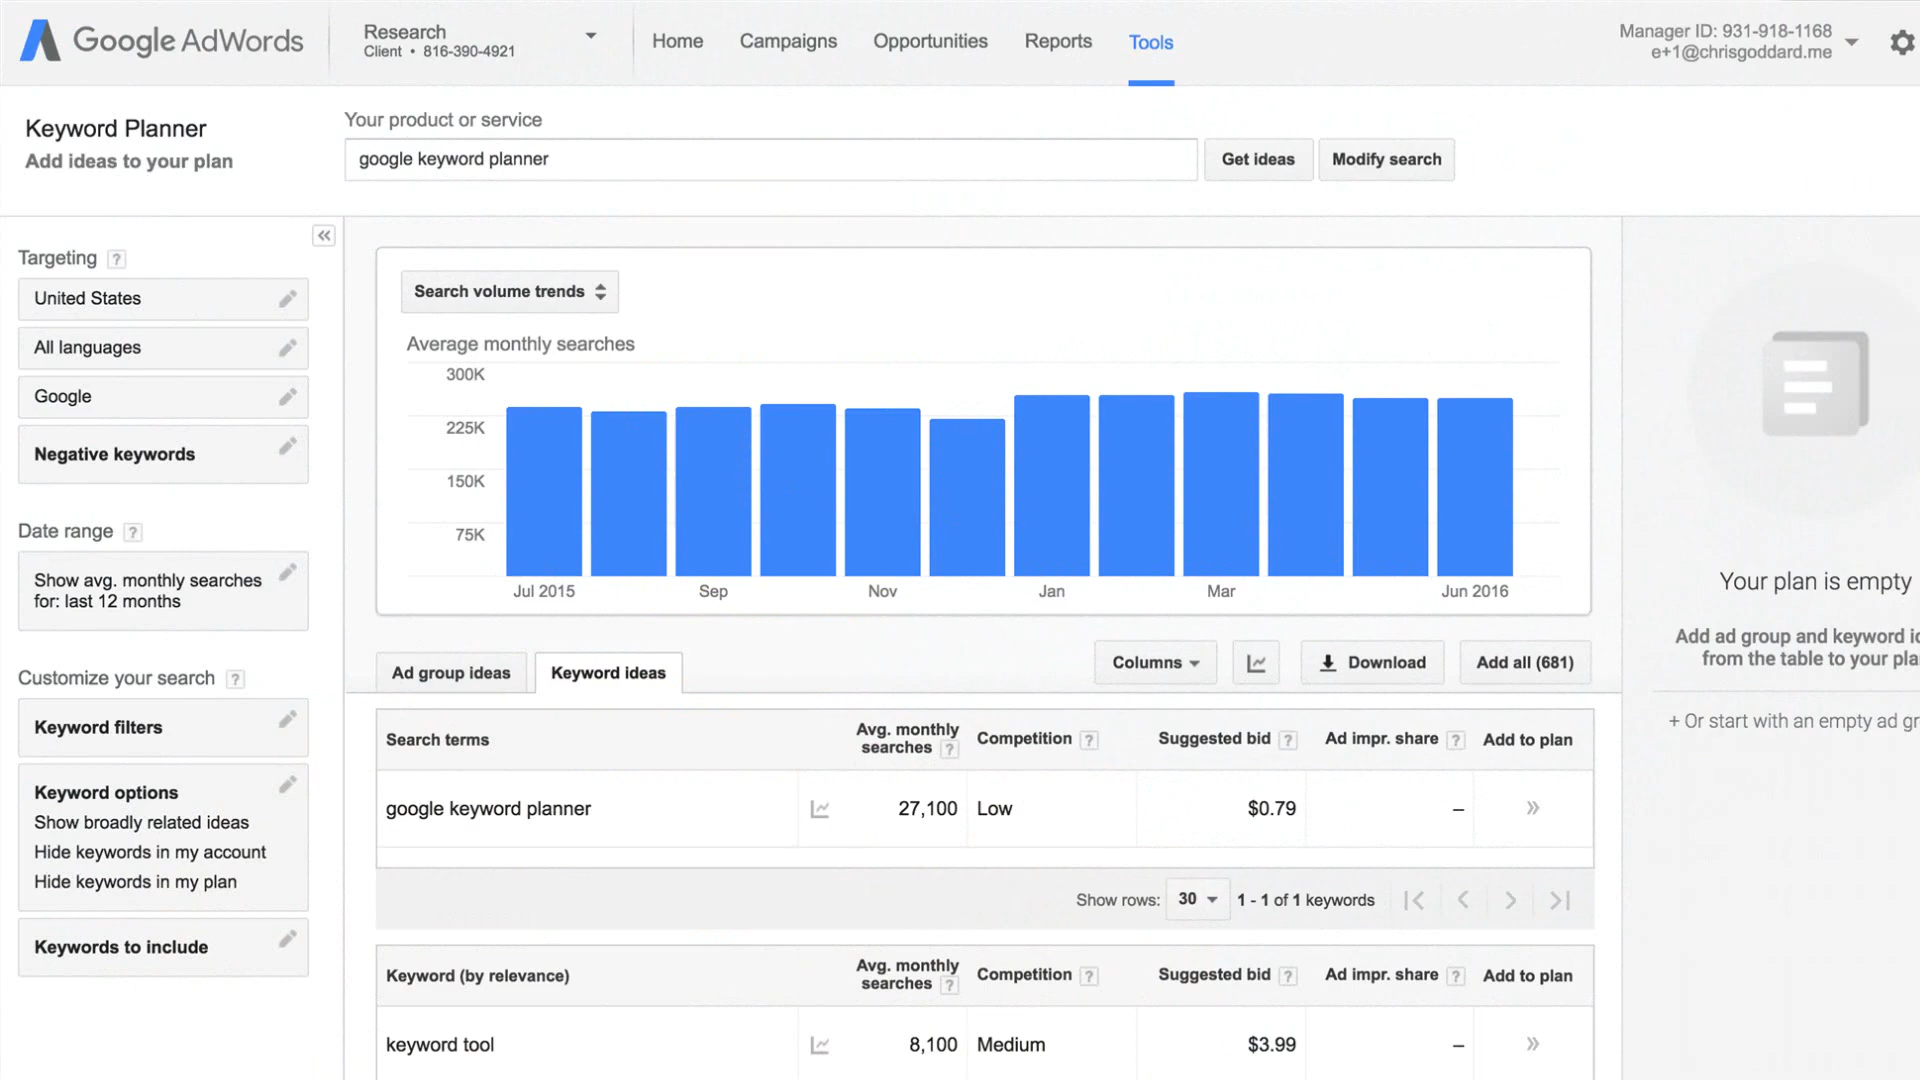 Google AdWords
Research
Client • 816-390-4921
Home
Campaigns
Opportunities
Reports
Tools
Manager ID: 931-918-1168
e+1@chrisgoddard.me
Keyword Planner
Add ideas to your plan
Your product or service
google keyword planner
Get ideas
Modify search
«
Targeting ?
United States
All languages
Google
Negative keywords
Date range ?
Show avg. monthly searches
for: last 12 months
Customize your search ?
Keyword filters
Keyword options
Show broadly related ideas
Hide keywords in my account
Hide keywords in my plan
Keywords to include
Search volume trends
Average monthly searches
300K
225K
150K
75K
Jul 2015
Sep
Nov
Jan
Mar
Jun 2016
Ad group ideas
Keyword ideas
Columns
Download
Add all (681)
Search terms
Avg. monthly
searches ?
Competition ?
Suggested bid ?
Ad impr. share ?
Add to plan
google keyword planner
27,100
Low
$0.79
–
»
Show rows:
30
1 - 1 of 1 keywords
Keyword (by relevance)
Avg. monthly
searches ?
Competition ?
Suggested bid ?
Ad impr. share ?
Add to plan
keyword tool
8,100
Medium
$3.99
–
»
Your plan is empty
Add ad group and keyword
from the table to your
+ Or start with an empty ad